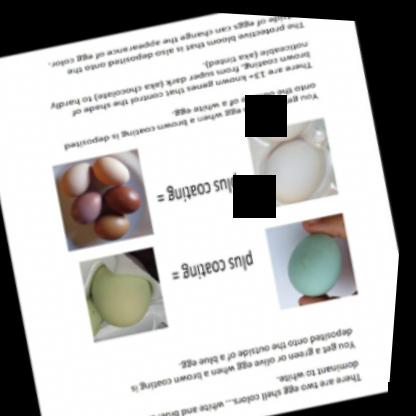 There are two egg shell colors... white and blue
dominant to white.
You get a green or olive egg when a brown coating is
deposited onto the outside of a blue egg.
plus coating =
plus coating =
You get a egg when a brown coating is deposited
onto the of a white egg.
There are 13+ known genes that control the shade of
brown coating, from super dark (aka chocolate) to hardly
noticeable (aka tinted).
The protective bloom that is also deposited onto the
of eggs can change the appearance of egg color.